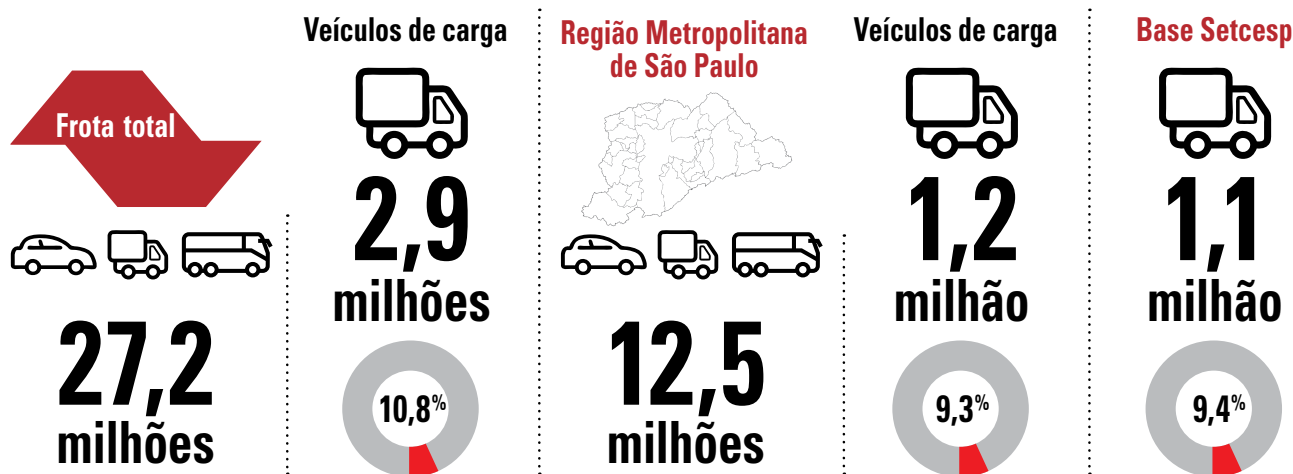 Frota total
27,2
milhões
Veículos de carga
2,9
milhões
10,8%
Região Metropolitana
de São Paulo
12,5
milhões
Veículos de carga
1,2
milhão
9,3%
Base Setcesp
1,1
milhão
9,4%